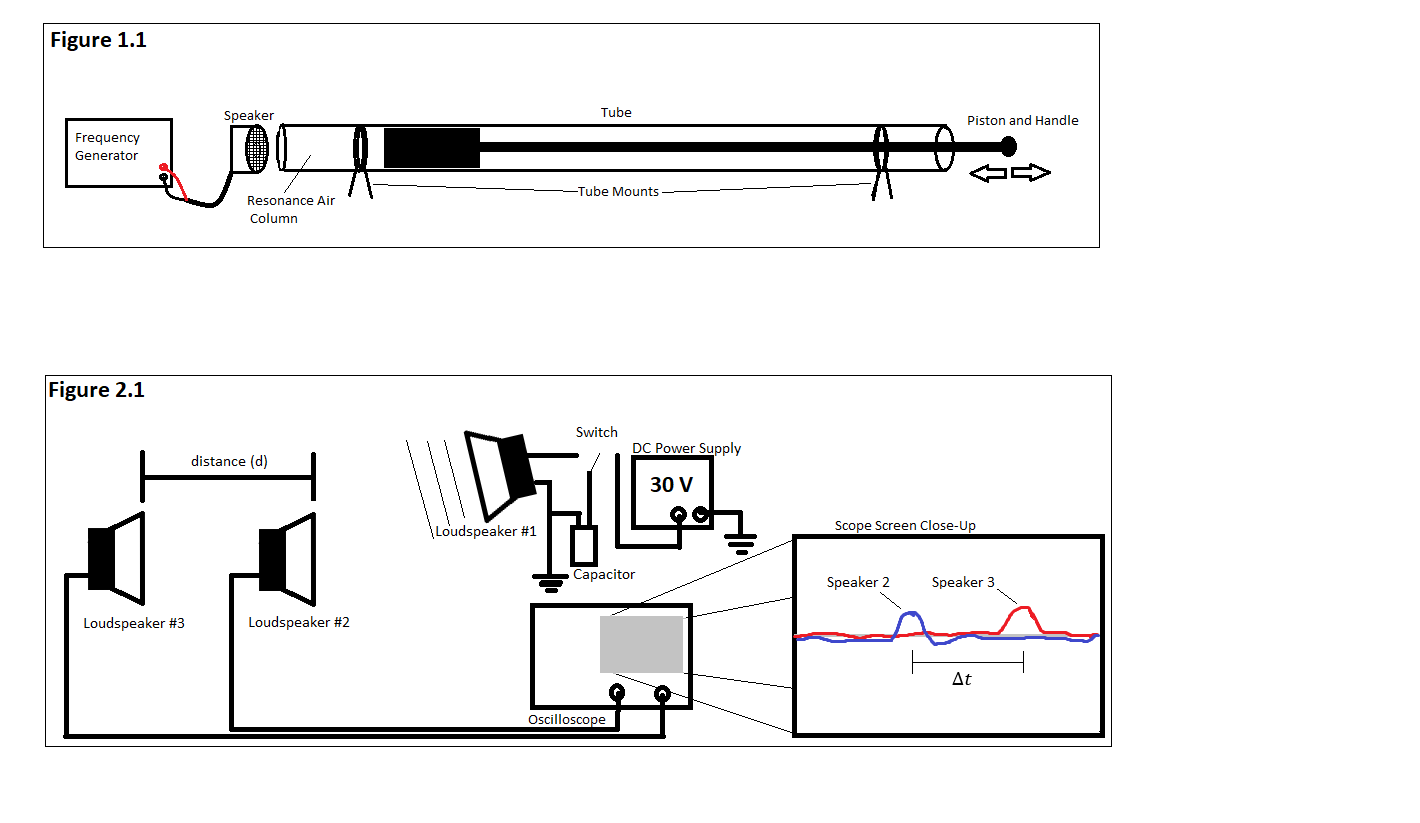 Figure 1.1
Speaker
Tube
Piston and Handle
Frequency
Generator
Resonance Air
Column
Tube Mounts
Figure 2.1
distance (d)
Switch
DC Power Supply
30 V
Loudspeaker #1
Scope Screen Close-Up
Capacitor
Speaker 2
Speaker 3
Loudspeaker #3
Loudspeaker #2
Δt
Oscilloscope